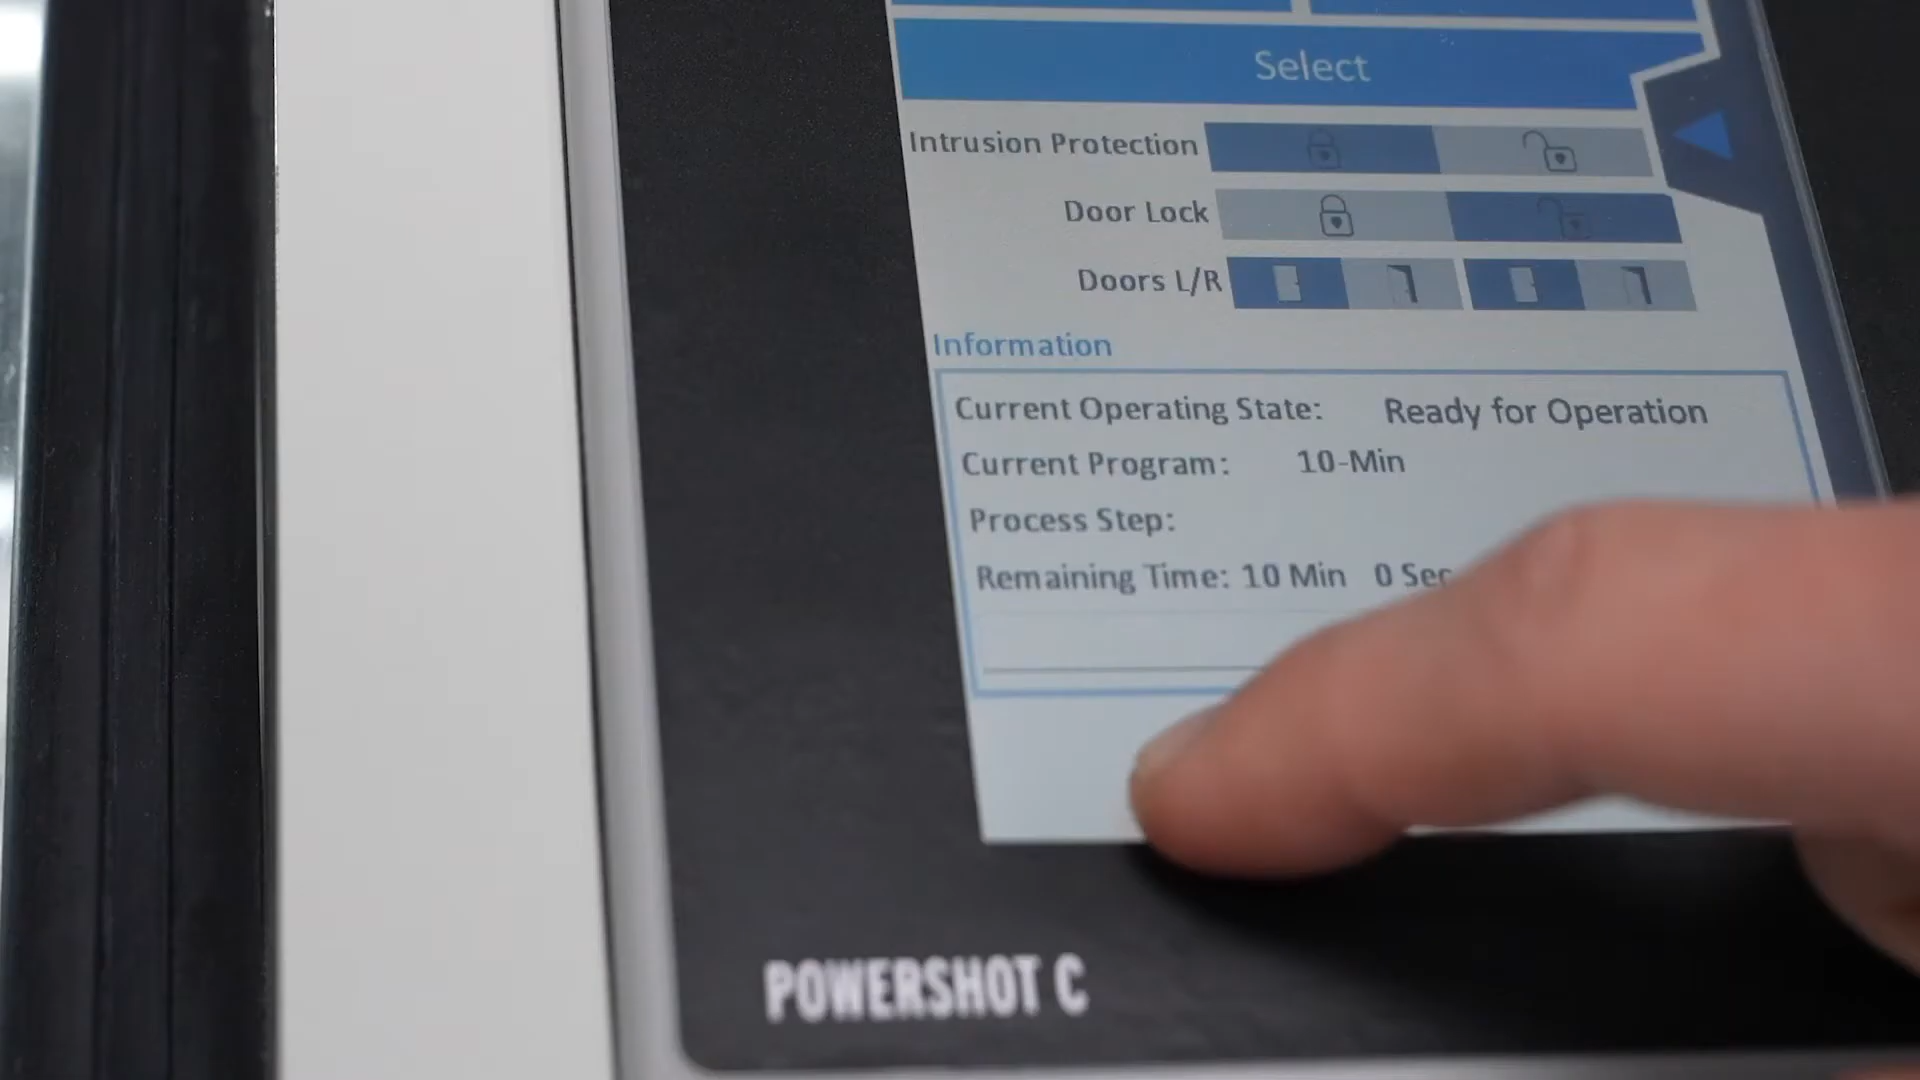 Select
Intrusion Protection
Door Lock
Doors L/R
Information
Current Operating State: Ready for Operation
Current Program: 10-Min
Process Step:
Remaining Time: 10 Min 0 Sec
POWERSHOT C